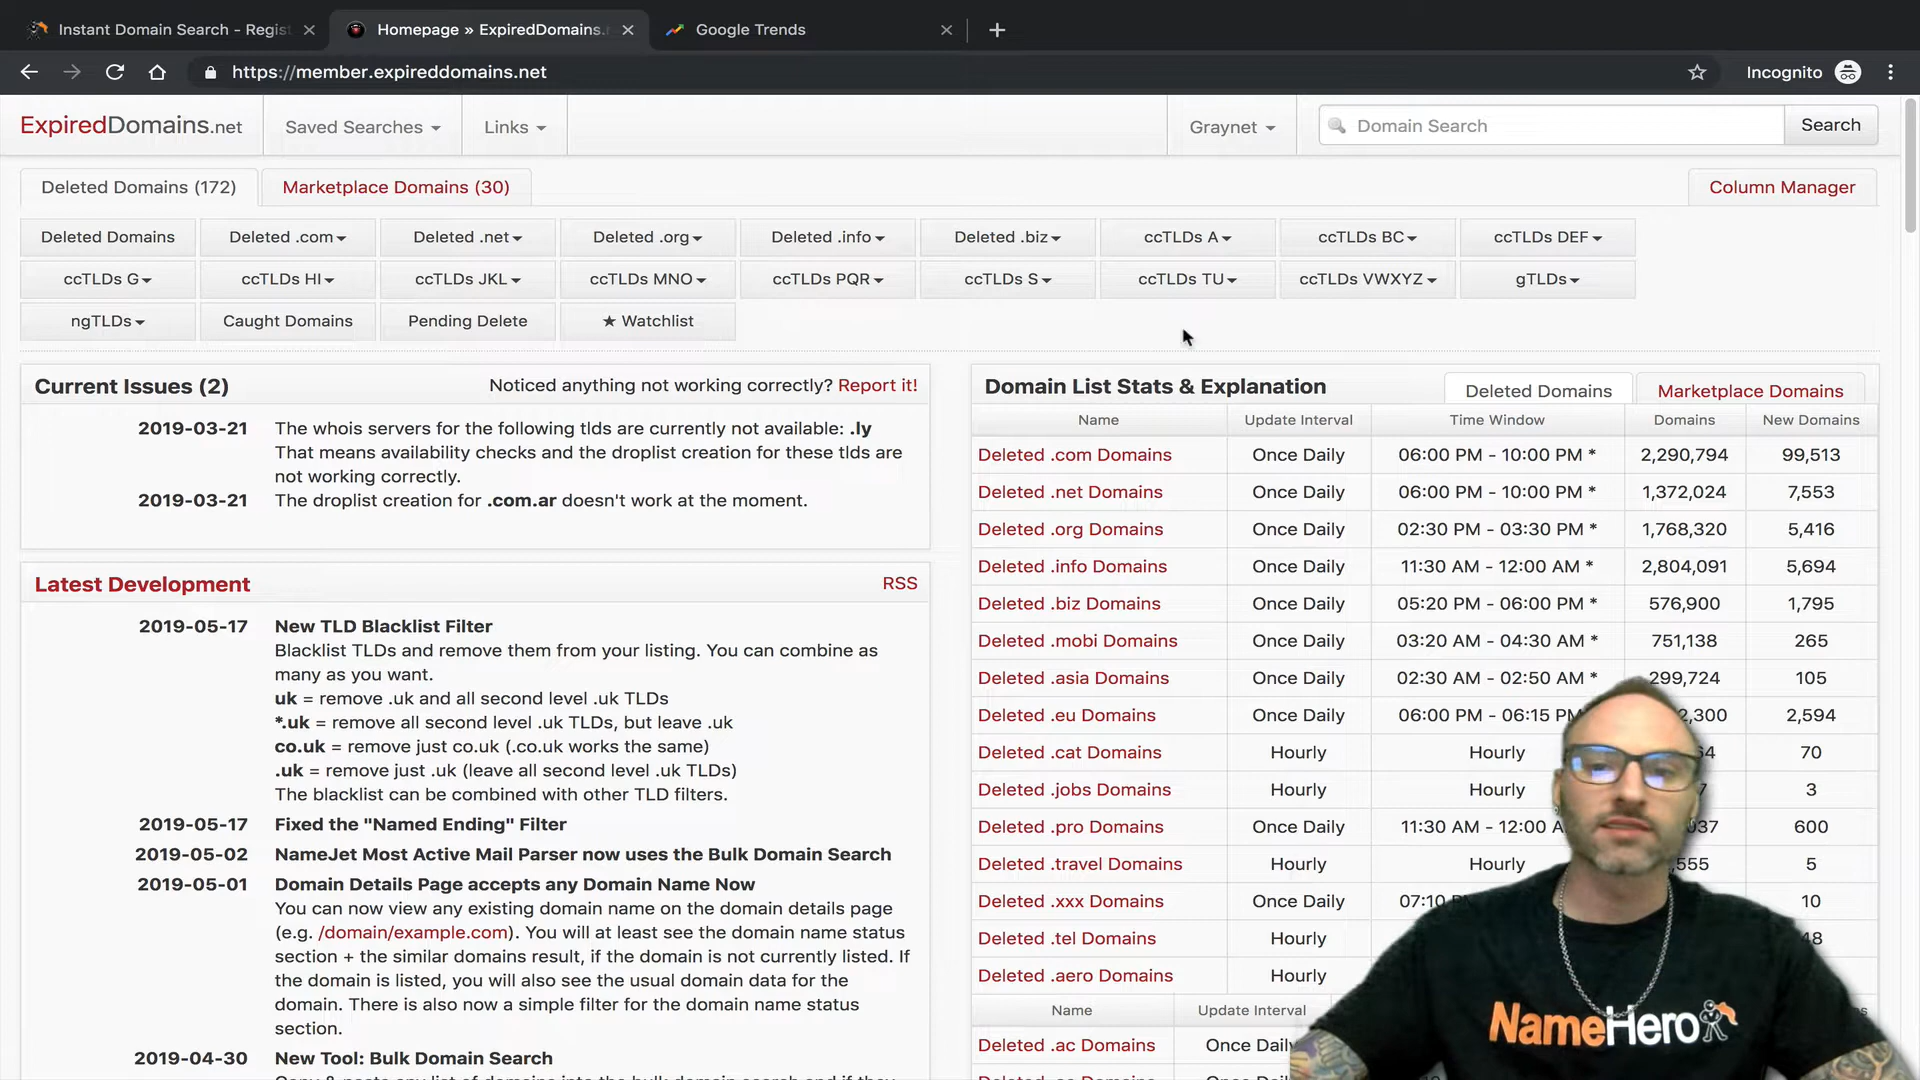 Instant Domain Search - Regis
Homepage » ExpiredDomains.n
Google Trends
https://member.expireddomains.net
Incognito
ExpiredDomains.net
Saved Searches
Links
Graynet
Domain Search
Search
Deleted Domains (172)
Marketplace Domains (30)
Column Manager
Deleted Domains
Deleted .com
Deleted .net
Deleted .org
Deleted .info
Deleted .biz
ccTLDs A
ccTLDs BC
ccTLDs DEF
ccTLDs G
ccTLDs HI
ccTLDs JKL
ccTLDs MNO
ccTLDs PQR
ccTLDs S
ccTLDs TU
ccTLDs VWXYZ
gTLDs
ngTLDs
Caught Domains
Pending Delete
★ Watchlist
Current Issues (2)
Noticed anything not working correctly? Report it!
2019-03-21 The whois servers for the following tlds are currently not available: .ly
That means availability checks and the droplist creation for these tlds are
not working correctly.
2019-03-21 The droplist creation for .com.ar doesn't work at the moment.
Latest Development
RSS
2019-05-17 New TLD Blacklist Filter
Blacklist TLDs and remove them from your listing. You can combine as
many as you want.
uk = remove .uk and all second level .uk TLDs
*.uk = remove all second level .uk TLDs, but leave .uk
co.uk = remove just co.uk (.co.uk works the same)
.uk = remove just .uk (leave all second level .uk TLDs)
The blacklist can be combined with other TLD filters.
2019-05-17 Fixed the "Named Ending" Filter
2019-05-02 NameJet Most Active Mail Parser now uses the Bulk Domain Search
2019-05-01 Domain Details Page accepts any Domain Name Now
You can now view any existing domain name on the domain details page
(e.g. /domain/example.com). You will at least see the domain name status
section + the similar domains result, if the domain is not currently listed. If
the domain is listed, you will also see the usual domain data for the
domain. There is also now a simple filter for the domain name status
section.
2019-04-30 New Tool: Bulk Domain Search
Domain List Stats & Explanation
Deleted Domains
Marketplace Domains
Name Update Interval Time Window Domains New Domains
Deleted .com Domains Once Daily 06:00 PM - 10:00 PM * 2,290,794 99,513
Deleted .net Domains Once Daily 06:00 PM - 10:00 PM * 1,372,024 7,553
Deleted .org Domains Once Daily 02:30 PM - 03:30 PM * 1,768,320 5,416
Deleted .info Domains Once Daily 11:30 AM - 12:00 AM * 2,804,091 5,694
Deleted .biz Domains Once Daily 05:20 PM - 06:00 PM * 576,900 1,795
Deleted .mobi Domains Once Daily 03:20 AM - 04:30 AM * 751,138 265
Deleted .asia Domains Once Daily 02:30 AM - 02:50 AM * 299,724 105
Deleted .eu Domains Once Daily 06:00 PM - 06:15 PM 2,300 2,594
Deleted .cat Domains Hourly Hourly 64 70
Deleted .jobs Domains Hourly Hourly 7 3
Deleted .pro Domains Once Daily 11:30 AM - 12:00 A 037 600
Deleted .travel Domains Hourly Hourly 555 5
Deleted .xxx Domains Once Daily 07:10 10
Deleted .tel Domains Hourly 48
Deleted .aero Domains Hourly
Name Update Interval
Deleted .ac Domains Once Daily
NameHero